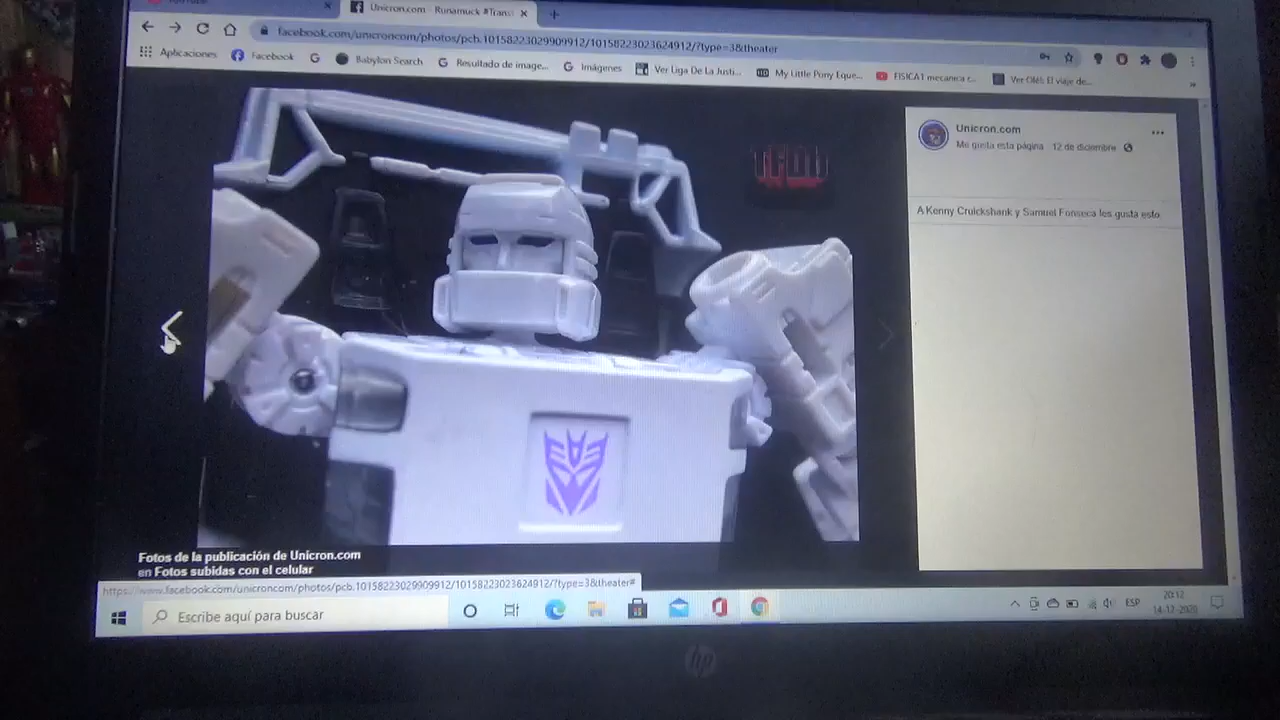 Unicron.com - Runamuck #Trans
facebook.com/unicroncom/photos/pcb.10158223029909912/10158223023624912/?type=3&theater
Aplicaciones Facebook Babylon Search Resultado de image... Imágenes Ver Liga De La Justi... My Little Pony Eque... FISICA1 mecanica c... Ver Olé!: El viaje de...
TFW
Unicron.com
Me gusta esta página 12 de diciembre
A Kenny Cruickshank y Samuel Fonseca les gusta esto.
Fotos de la publicación de Unicron.com
en Fotos subidas con el celular
https://www.facebook.com/unicroncom/photos/pcb.10158223029909912/10158223023624912/?type=3&theater#
Escribe aquí para buscar
ESP
20:12
14-12-2020
hp